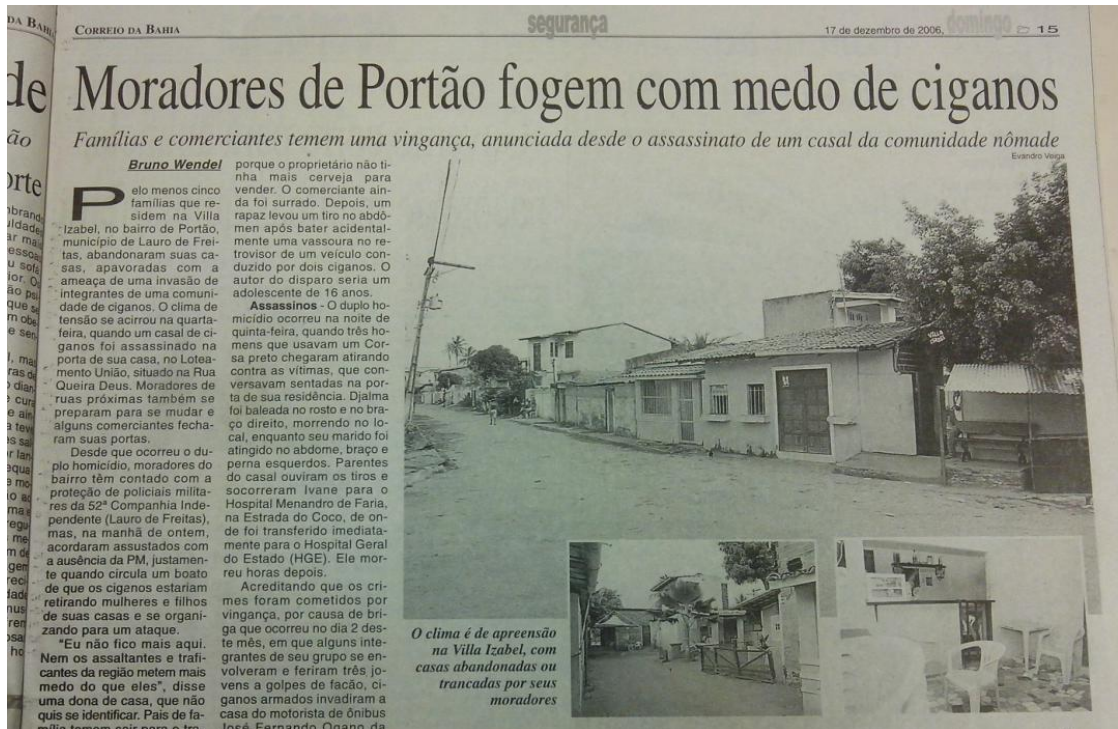 DA BAHI
CORREIO DA BAHIA
segurança
17 de dezembro de 2006, domingo 15
de
ão
orte
Moradores de Portão fogem com medo de ciganos
Famílias e comerciantes temem uma vingança, anunciada desde o assassinato de um casal da comunidade nômade
Evandro Veiga
Bruno Wendel
Pelo menos cinco
famílias que re-
sidem na Villa
Izabel, no bairro de Portão,
município de Lauro de Frei-
tas, abandonaram suas ca-
sas, apavoradas com a
ameaça de uma invasão de
integrantes de uma comuni-
dade de ciganos. O clima de
tensão se acirrou na quarta-
feira, quando um casal de ci-
ganos foi assassinado na
porta de sua casa, no Lotea-
mento União, situado na Rua
Queira Deus. Moradores de
ruas próximas também se
preparam para se mudar e
alguns comerciantes fecha-
ram suas portas.
Desde que ocorreu o du-
plo homicídio, moradores do
bairro têm contado com a
proteção de policiais milita-
res da 52ª Companhia Inde-
pendente (Lauro de Freitas),
mas, na manhã de ontem,
acordaram assustados com
a ausência da PM, justamen-
te quando circula um boato
de que os ciganos estariam
retirando mulheres e filhos
de suas casas e se organi-
zando para um ataque.
"Eu não fico mais aqui.
Nem os assaltantes e trafi-
cantes da região metem mais
medo do que eles", disse
uma dona de casa, que não
quis se identificar. Pais de fa-
mília temem sair para o tra-
porque o proprietário não ti-
nha mais cerveja para
vender. O comerciante ain-
da foi surrado. Depois, um
rapaz levou um tiro no abdô-
men após bater acidental-
mente uma vassoura no re-
trovisor de um veículo con-
duzido por dois ciganos. O
autor do disparo seria um
adolescente de 16 anos.
Assassinos - O duplo ho-
micídio ocorreu na noite de
quinta-feira, quando três ho-
mens que usavam um Cor-
sa preto chegaram atirando
contra as vítimas, que con-
versavam sentadas na por-
ta de sua residência. Djalma
foi baleada no rosto e no bra-
ço direito, morrendo no lo-
cal, enquanto seu marido foi
atingido no abdome, braço e
perna esquerdos. Parentes
do casal ouviram os tiros e
socorreram Ivane para o
Hospital Menandro de Faria,
na Estrada do Coco, de on-
de foi transferido imediata-
mente para o Hospital Geral
do Estado (HGE). Ele mor-
reu horas depois.
Acreditando que os cri-
mes foram cometidos por
vingança, por causa de bri-
ga que ocorreu no dia 2 des-
te mês, em que alguns inte-
grantes de seu grupo se en-
volveram e feriram três jo-
vens a golpes de facão, ci-
ganos armados invadiram a
casa do motorista de ônibus
José Fernando Ogano da
O clima é de apreensão
na Villa Izabel, com
casas abandonadas ou
trancadas por seus
moradores